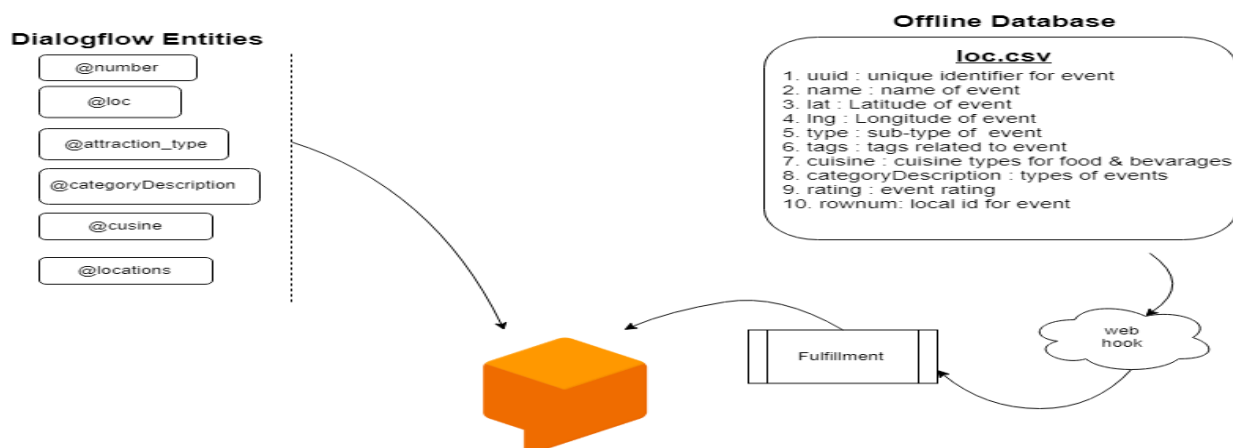 Dialogflow Entities
@number
@loc
@attraction_type
@categoryDescription
@cusine
@locations
Offline Database
loc.csv
1. uuid : unique identifier for event
2. name : name of event
3. lat : Latitude of event
4. lng : Longitude of event
5. type : sub-type of event
6. tags : tags related to event
7. cuisine : cuisine types for food & bevarages
8. categoryDescription : types of events
9. rating : event rating
10. rownum: local id for event
web
hook
Fulfillment